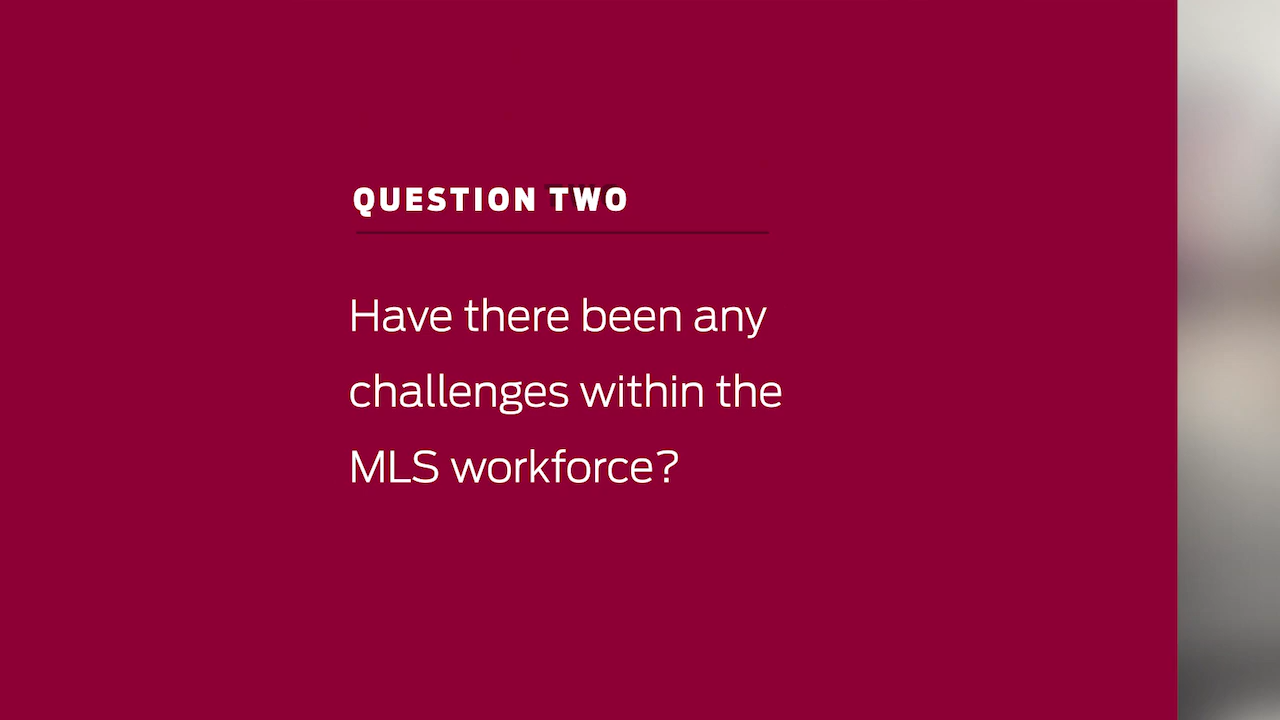 QUESTION TWO
Have there been any
challenges within the
MLS workforce?